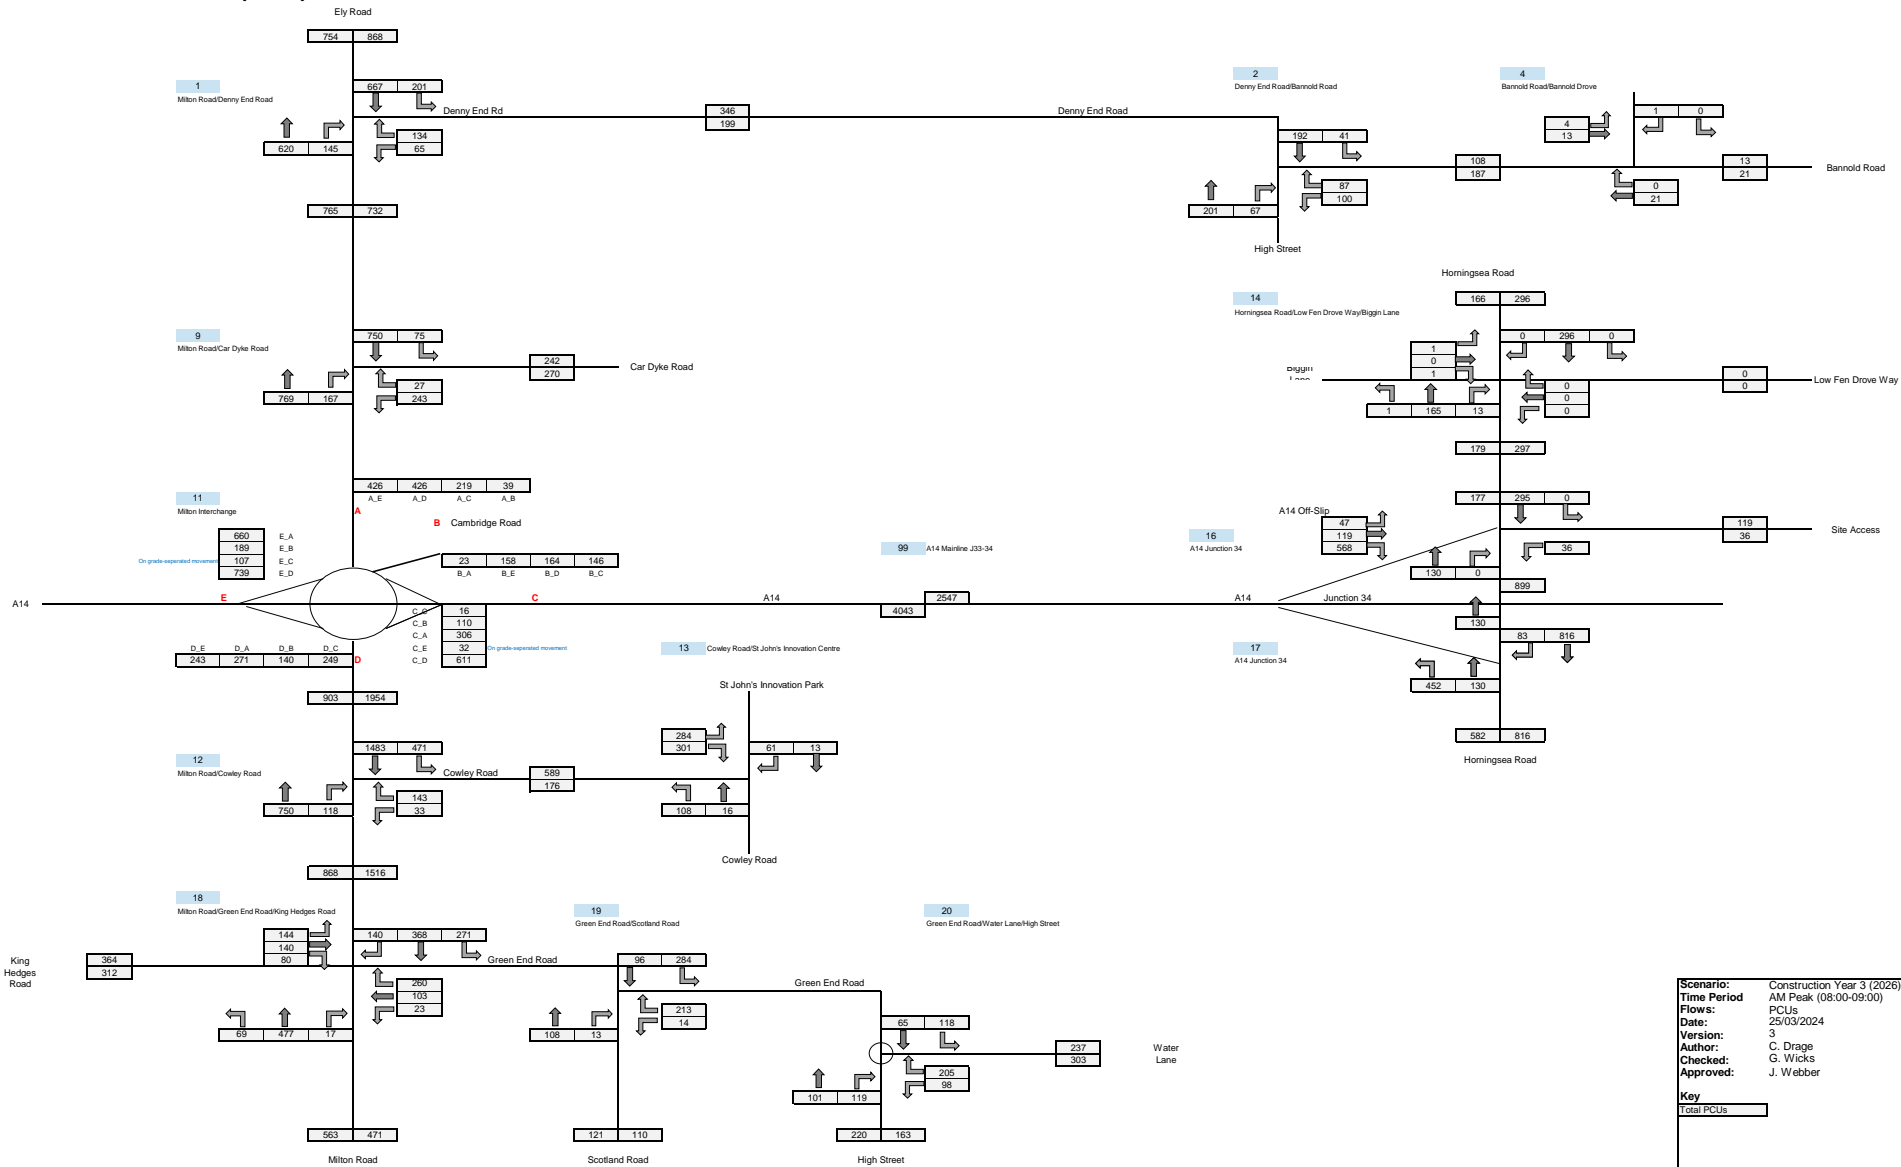 Ely Road
754 868
1
Milton Road/Denny End Road
667 201
Denny End Rd
134
65
620 145
346
199
Denny End Road
2
Denny End Road/Bannold Road
192 41
87
100
201 67
High Street
108
187
4
Bannold Road/Bannold Drove
4
13
1 0
0
21
13
21
Bannold Road
765 732
9
Milton Road/Car Dyke Road
750 75
27
243
769 167
242
270
Car Dyke Road
Horningsea Road
14
Horningsea Road/Low Fen Drove Way/Biggin Lane
166 296
0 296 0
1
0
1
0
0
0
1 165 13
0
0
Low Fen Drove Way
179 297
11
Milton Interchange
426 426 219 39
A_E A_D A_C A_B
A
B Cambridge Road
660 E_A
189 E_B
On grade-seperated movement 107 E_C
739 E_D
23 158 164 146
B_A B_E B_D B_C
99 A14 Mainline J33-34
A14
E
C
A14
2547
4043
C_C 16
C_B 110
C_A 306
C_E 32 On grade-seperated movement
C_D 611
D_E D_A D_B D_C
243 271 140 249
D
903 1954
16
A14 Junction 34
A14 Off-Slip
47
119
568
177 295 0
36
130 0
119
36
Site Access
899
A14
Junction 34
130
17
A14 Junction 34
83 816
452 130
582 816
Horningsea Road
13 Cowley Road/St John's Innovation Centre
St John's Innovation Park
284
301
61 13
108 16
Cowley Road
12
Milton Road/Cowley Road
1483 471
Cowley Road
143
33
750 118
589
176
868 1516
18
Milton Road/Green End Road/King Hedges Road
144
140
80
140 368 271
Green End Road
260
103
23
69 477 17
King
Hedges
Road
364
312
563 471
Milton Road
19
Green End Road/Scotland Road
96 284
213
14
108 13
121 110
Scotland Road
Green End Road
20
Green End Road/Water Lane/High Street
65 118
205
98
101 119
237
303
Water
Lane
220 163
High Street
Scenario: Construction Year 3 (2026)
Time Period AM Peak (08:00-09:00)
Flows: PCUs
Date: 25/03/2024
Version: 3
Author: C. Drage
Checked: G. Wicks
Approved: J. Webber
Key
Total PCUs